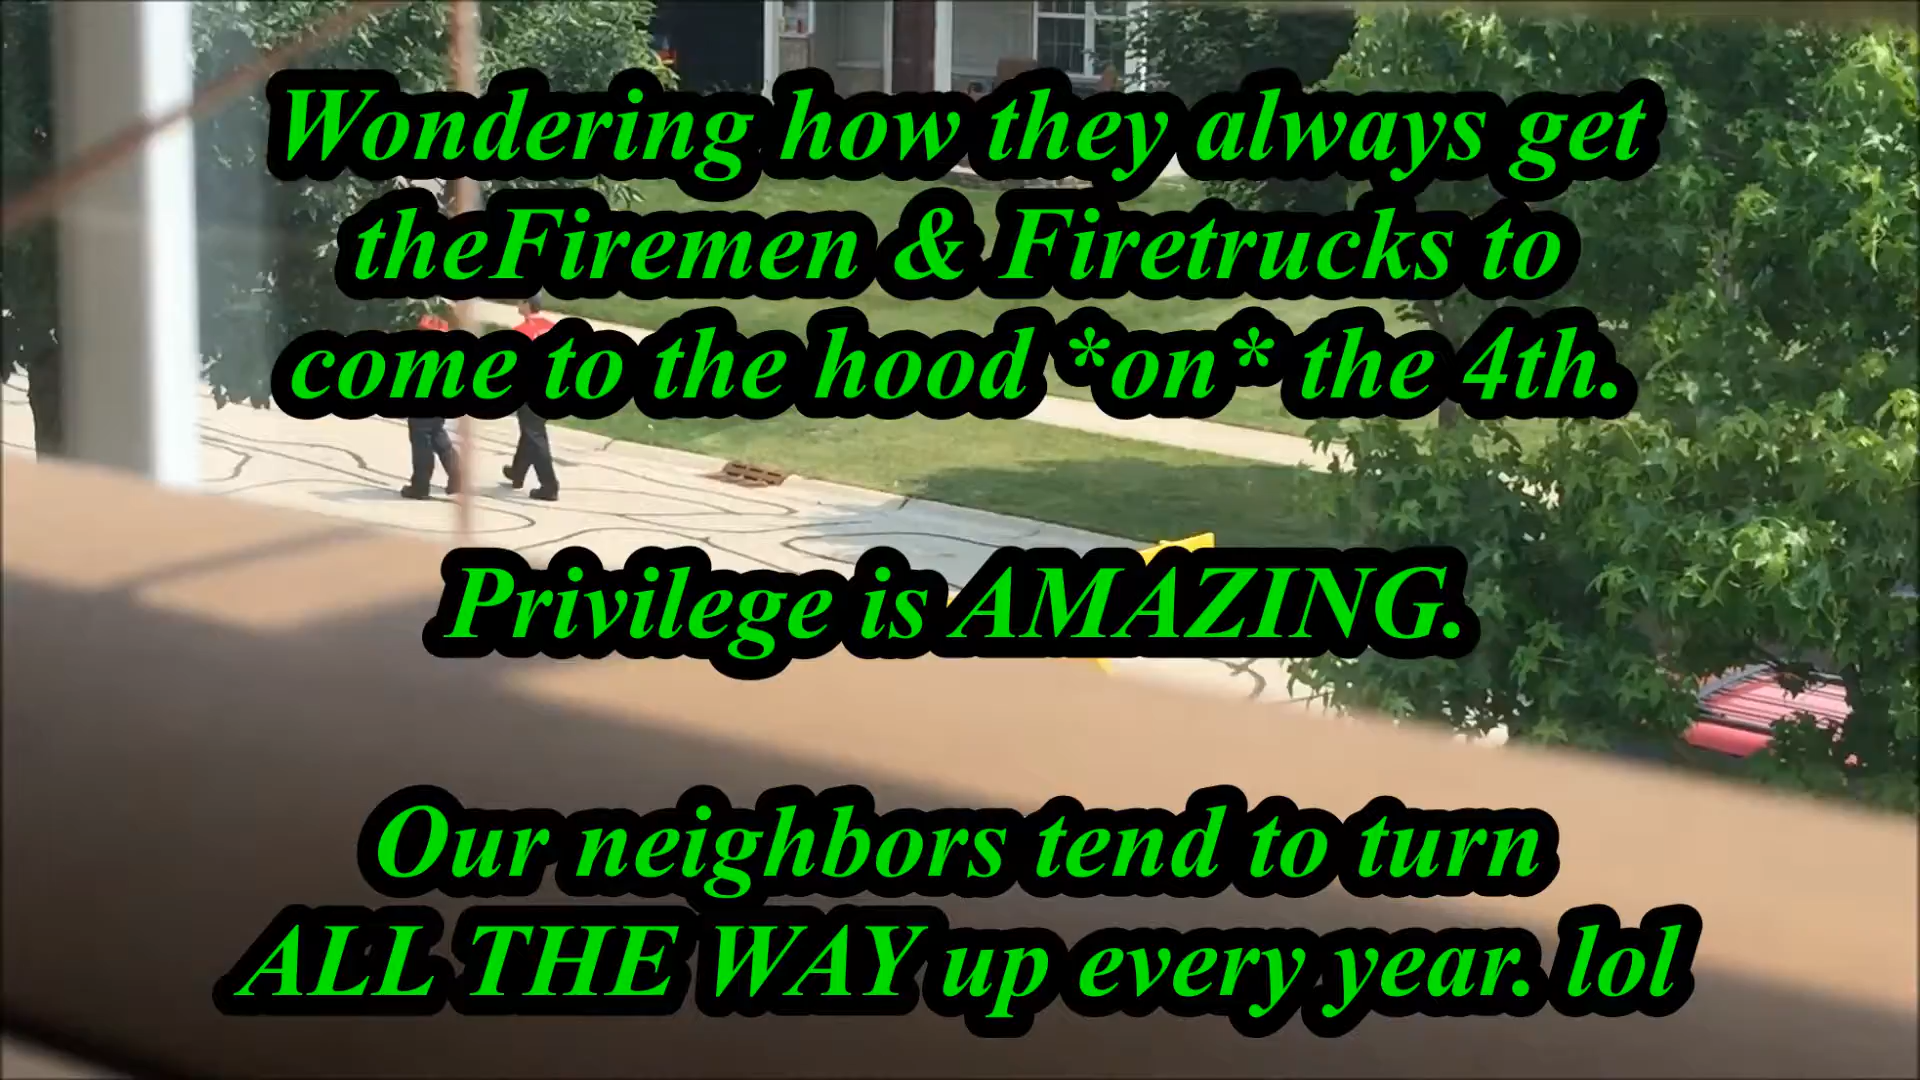 Wondering how they always get
theFiremen & Firetrucks to
come to the hood *on* the 4th.
Privilege is AMAZING.
Our neighbors tend to turn
ALL THE WAY up every year. lol